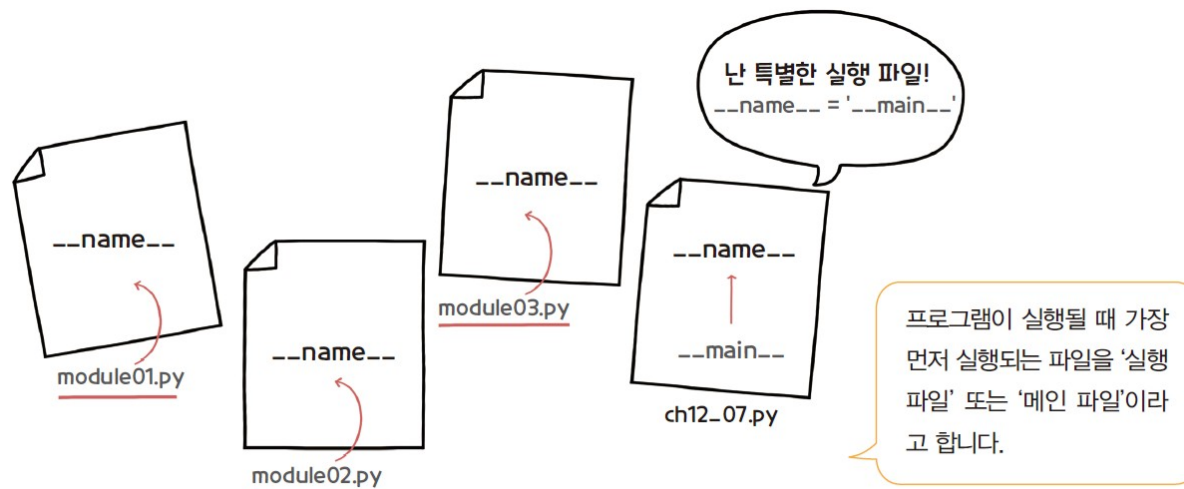 난 특별한 실행 파일!
__name__ = '__main__'
__name__
module01.py
__name__
module02.py
__name__
module03.py
__name__
__main__
ch12_07.py
프로그램이 실행될 때 가장
먼저 실행되는 파일을 ‘실행
파일’ 또는 ‘메인 파일’이라
고 합니다.